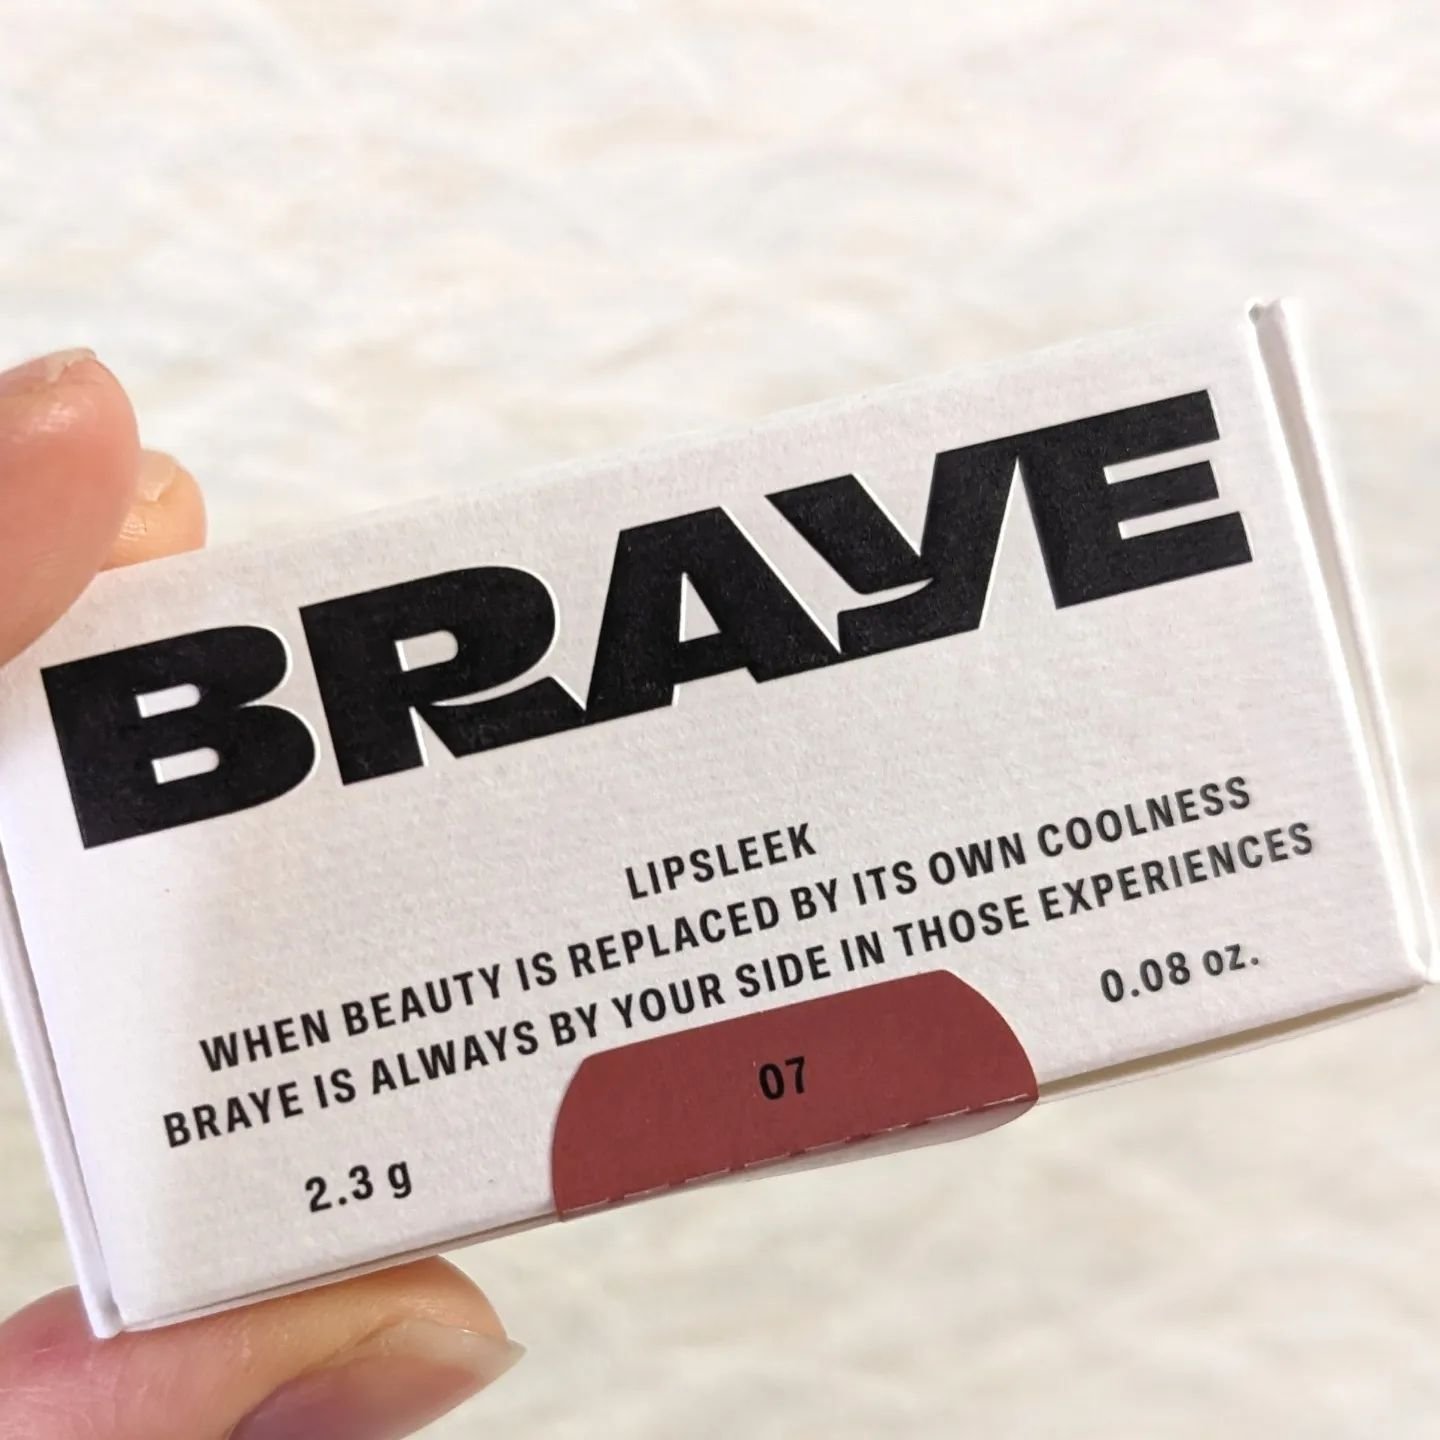 BRAYE
LIPSLEEK
WHEN BEAUTY IS REPLACED BY ITS OWN COOLNESS
BRAYE IS ALWAYS BY YOUR SIDE IN THOSE EXPERIENCES
2.3 g
07
0.08 oz.